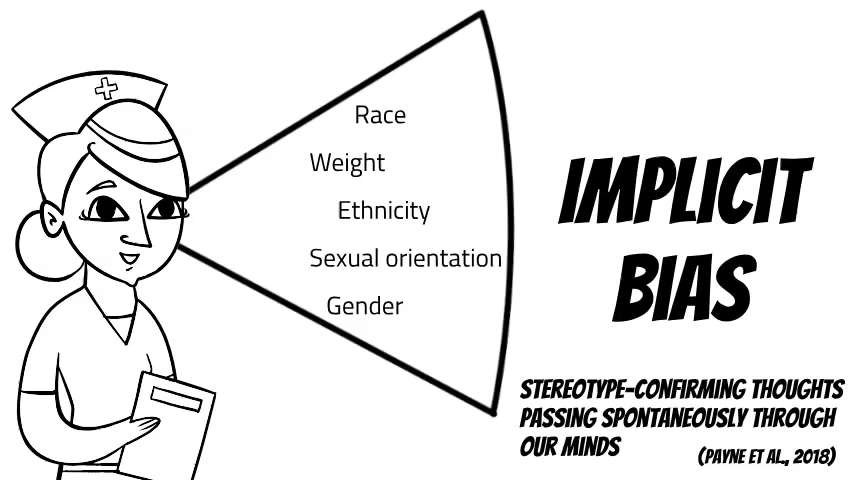 Race
Weight
Ethnicity
Sexual orientation
Gender
IMPLICIT
BIAS
STEREOTYPE-CONFIRMING THOUGHTS
PASSING SPONTANEOUSLY THROUGH
OUR MINDS
(PAYNE ET AL., 2018)